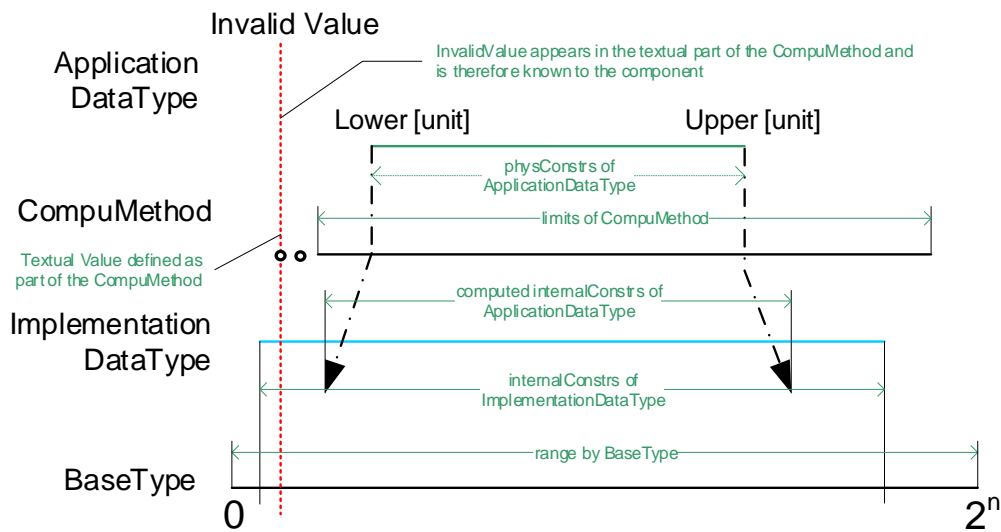 Invalid Value
Application
DataType
InvalidValue appears in the textual part of the CompuMethod and
is therefore known to the component
Lower [unit]
Upper [unit]
physConstrs of
ApplicationDataType
CompuMethod
limits of CompuMethod
Textual Value defined as
part of the CompuMethod
computed internalConstrs of
ApplicationDataType
Implementation
DataType
internalConstrs of
ImplementationDataType
range by BaseType
BaseType
0
2ⁿ